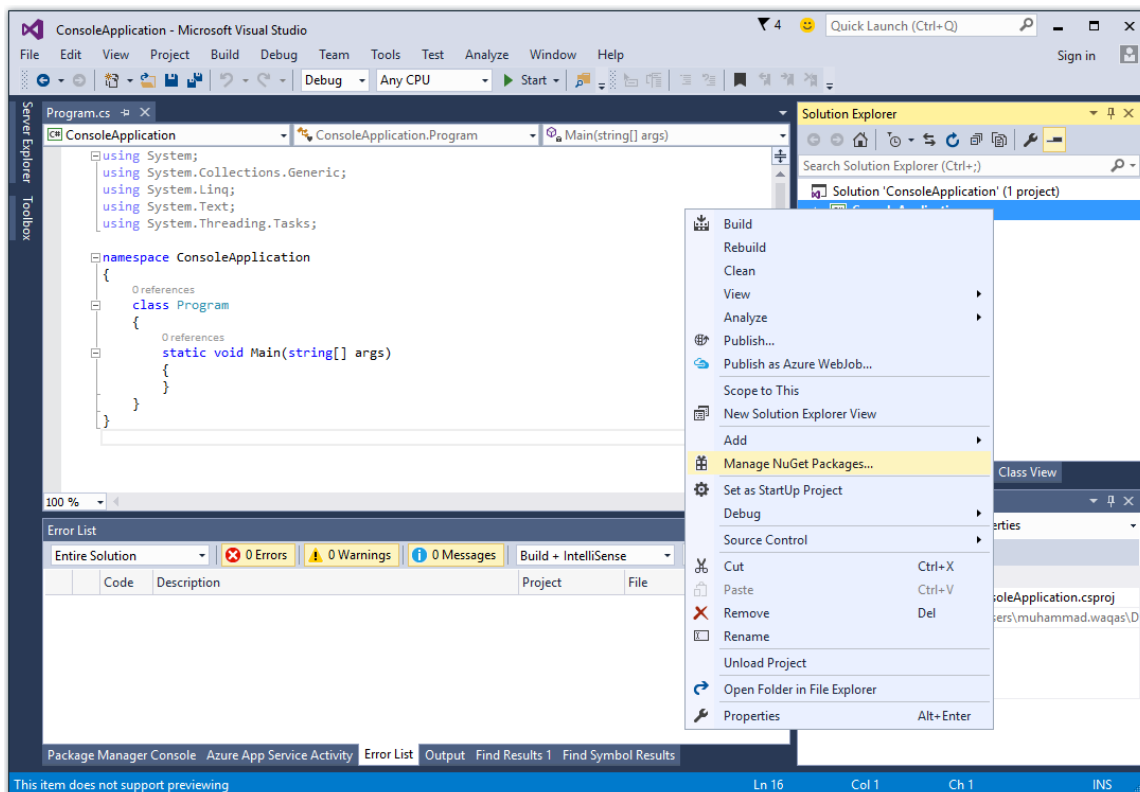 ConsoleApplication - Microsoft Visual Studio
4
Quick Launch (Ctrl+Q)
File Edit View Project Build Debug Team Tools Test Analyze Window Help
Sign in
Debug Any CPU Start
Server Explorer
Toolbox
Program.cs
C# ConsoleApplication ConsoleApplication.Program Main(string[] args)
using System;
using System.Collections.Generic;
using System.Linq;
using System.Text;
using System.Threading.Tasks;
namespace ConsoleApplication
{
0 references
class Program
{
0 references
static void Main(string[] args)
{
}
}
}
100 %
Solution Explorer
Search Solution Explorer (Ctrl+;)
Solution 'ConsoleApplication' (1 project)
Build
Rebuild
Clean
View
Analyze
Publish...
Publish as Azure WebJob...
Scope to This
New Solution Explorer View
Add
Manage NuGet Packages...
Set as StartUp Project
Debug
Source Control
Cut Ctrl+X
Paste Ctrl+V
Remove Del
Rename
Unload Project
Open Folder in File Explorer
Properties Alt+Enter
Class View
erties
soleApplication.csproj
sers\muhammad.waqas\D
Error List
Entire Solution 0 Errors 0 Warnings 0 Messages Build + IntelliSense
Code Description Project File
Package Manager Console Azure App Service Activity Error List Output Find Results 1 Find Symbol Results
This item does not support previewing Ln 16 Col 1 Ch 1 INS